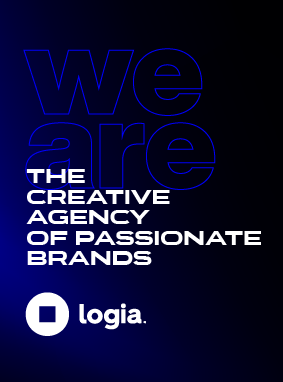 we
are
THE
CREATIVE
AGENCY
OF PASSIONATE
BRANDS
logia.